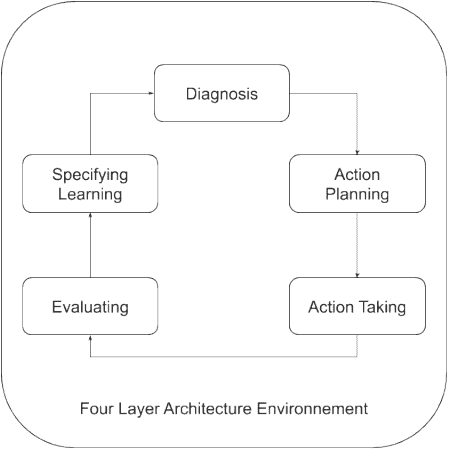 Diagnosis
Specifying
Learning
Action
Planning
Evaluating
Action Taking
Four Layer Architecture Environnement